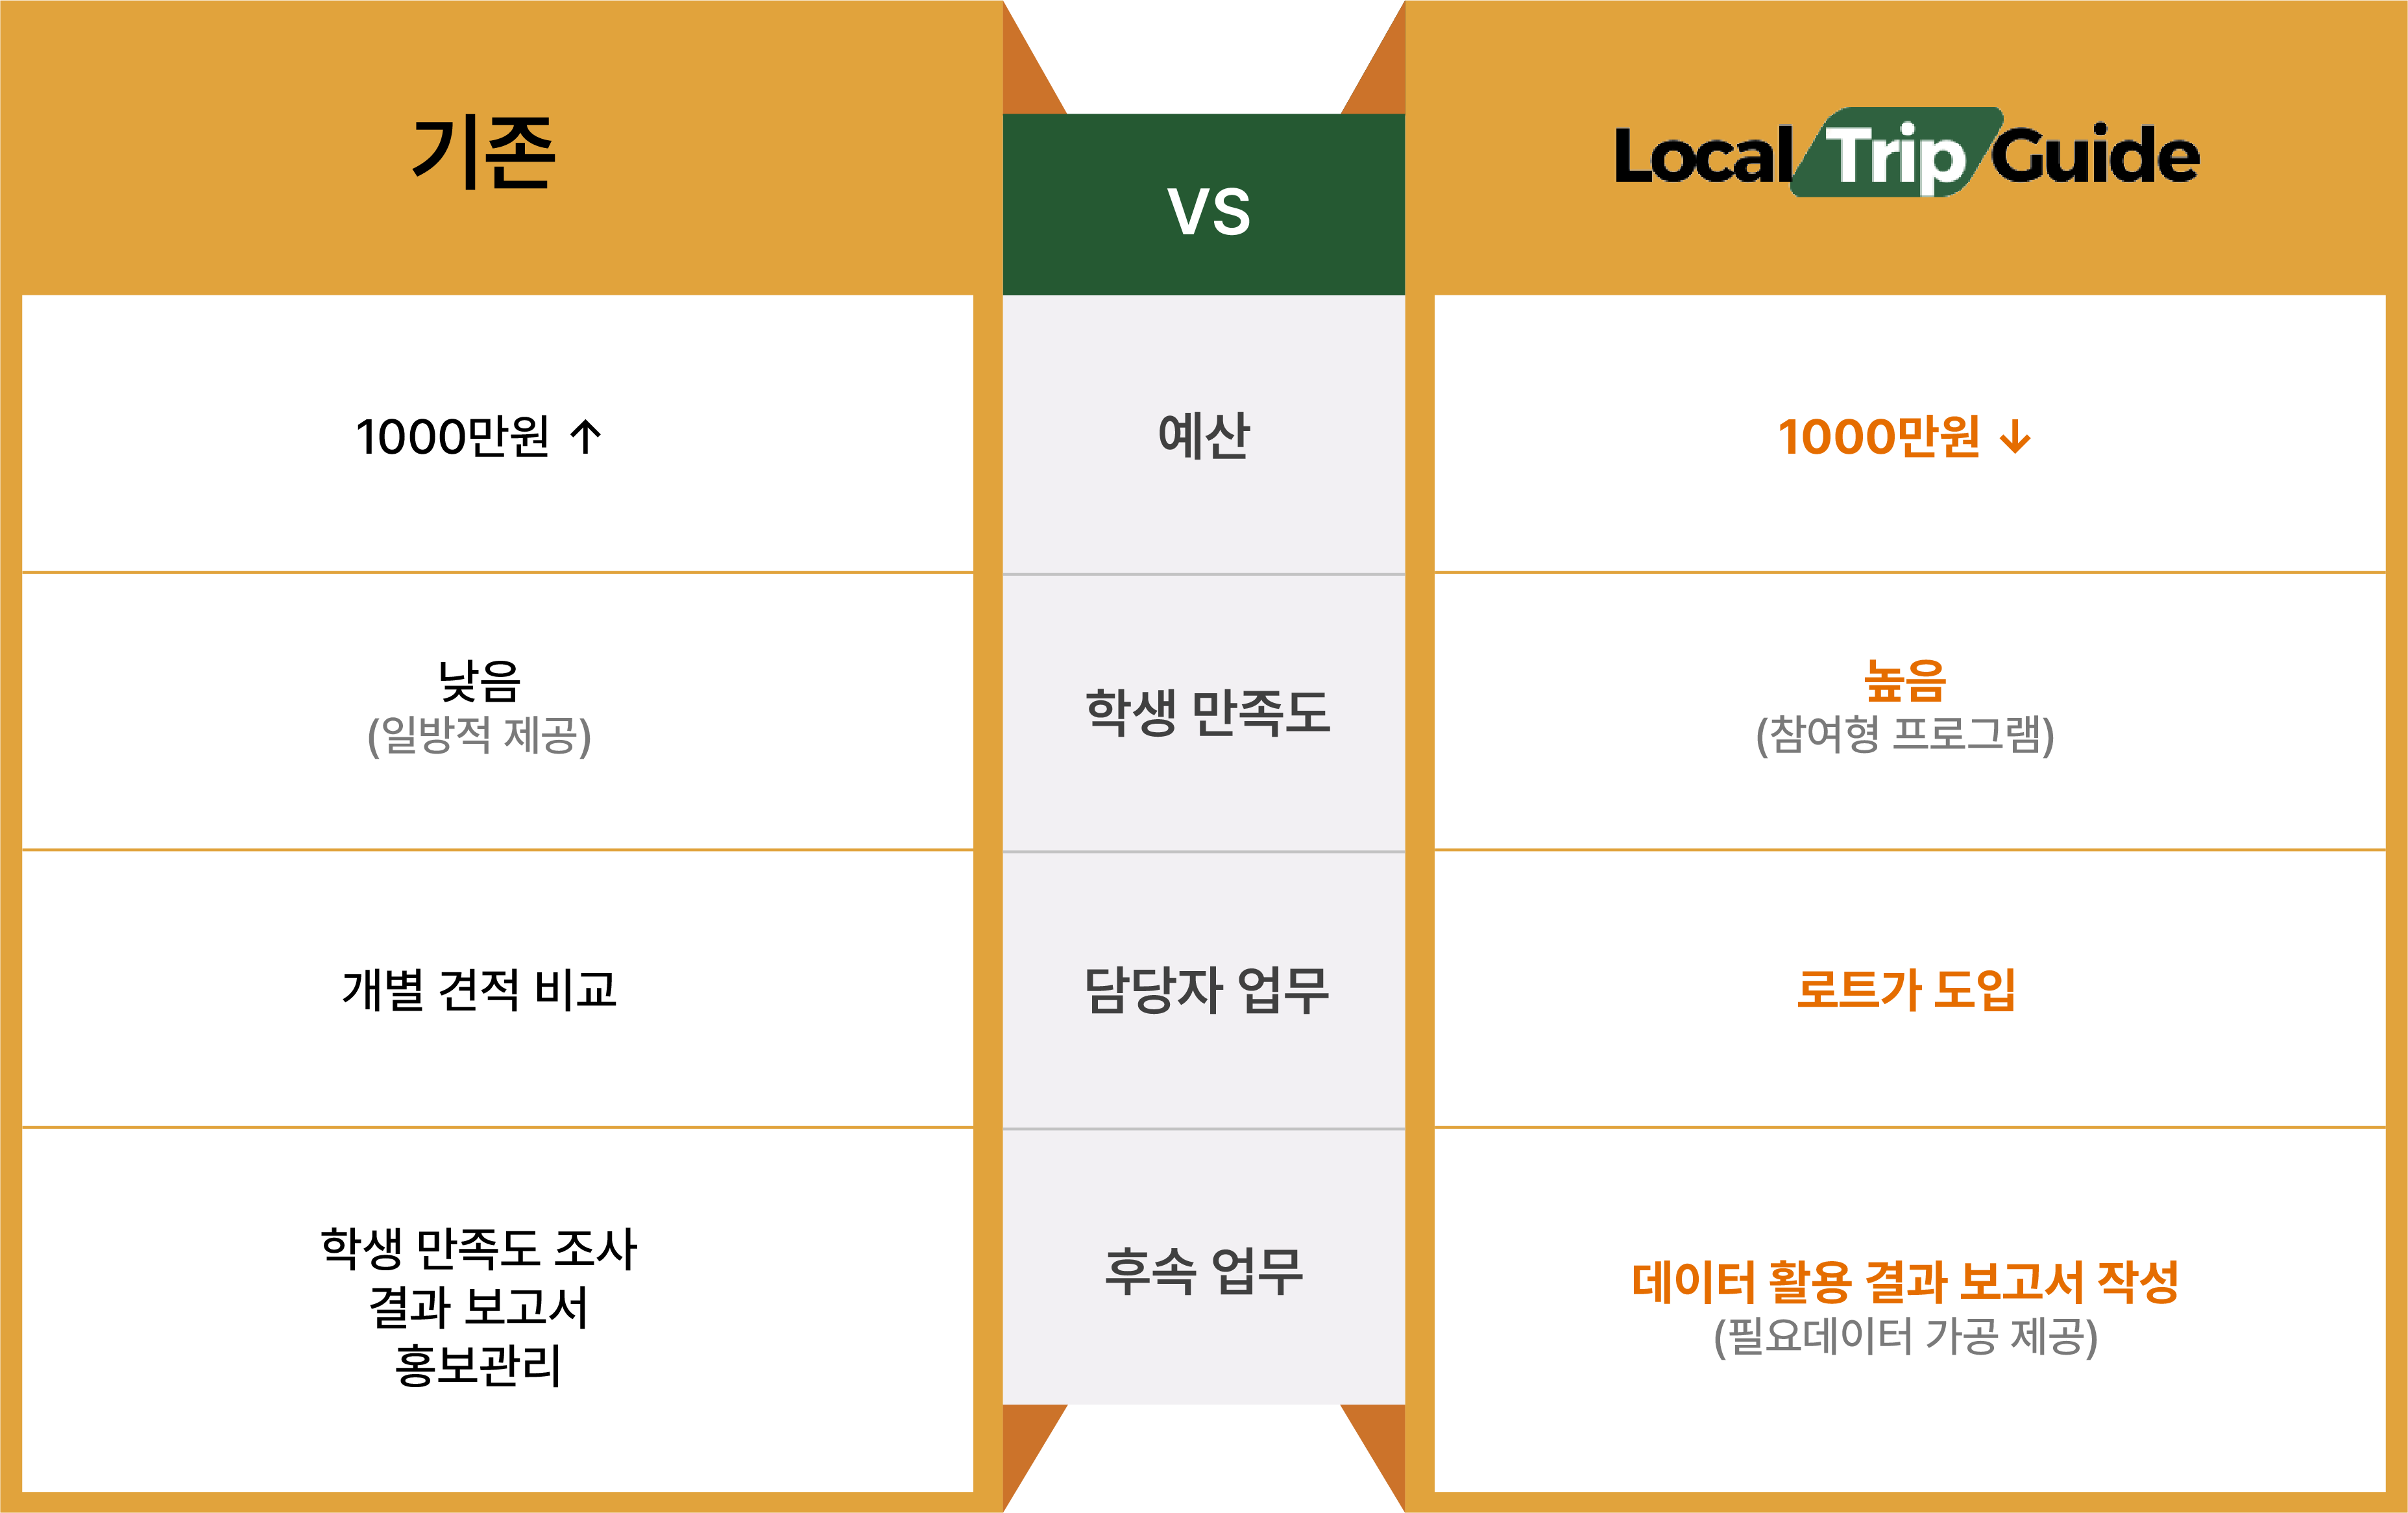 기존
VS
Local Trip Guide
1000만원 ↑
예산
1000만원 ↓
낮음
(일방적 제공)
학생 만족도
높음
(참여형 프로그램)
개별 견적 비교
담당자 업무
로드가 도입
학생 만족도 조사
결과 보고서
홍보관리
후속 업무
데이터 활용 결과 보고서 작성
(필요데이터 가공 제공)